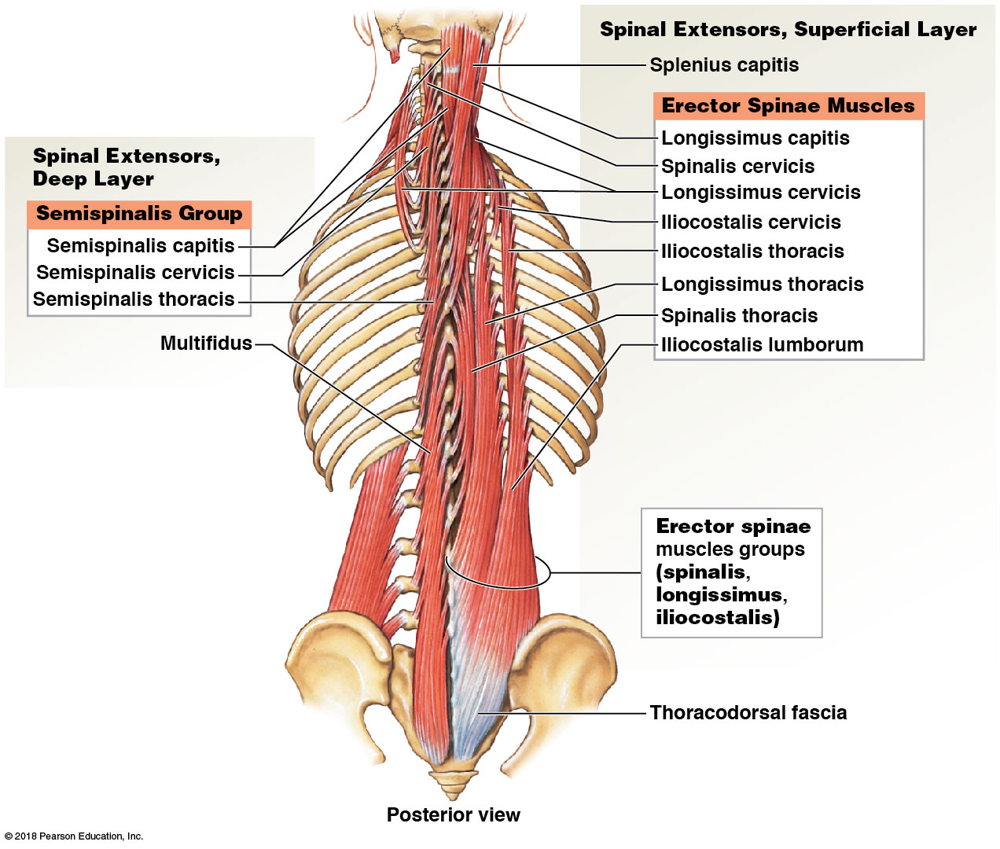 Spinal Extensors, Superficial Layer
Splenius capitis
Erector Spinae Muscles
Longissimus capitis
Spinalis cervicis
Longissimus cervicis
Iliocostalis cervicis
Iliocostalis thoracis
Longissimus thoracis
Spinalis thoracis
Iliocostalis lumborum
Spinal Extensors,
Deep Layer
Semispinalis Group
Semispinalis capitis
Semispinalis cervicis
Semispinalis thoracis
Multifidus
Erector spinae
muscles groups
(spinalis,
longissimus,
iliocostalis)
Thoracodorsal fascia
Posterior view
© 2018 Pearson Education, Inc.